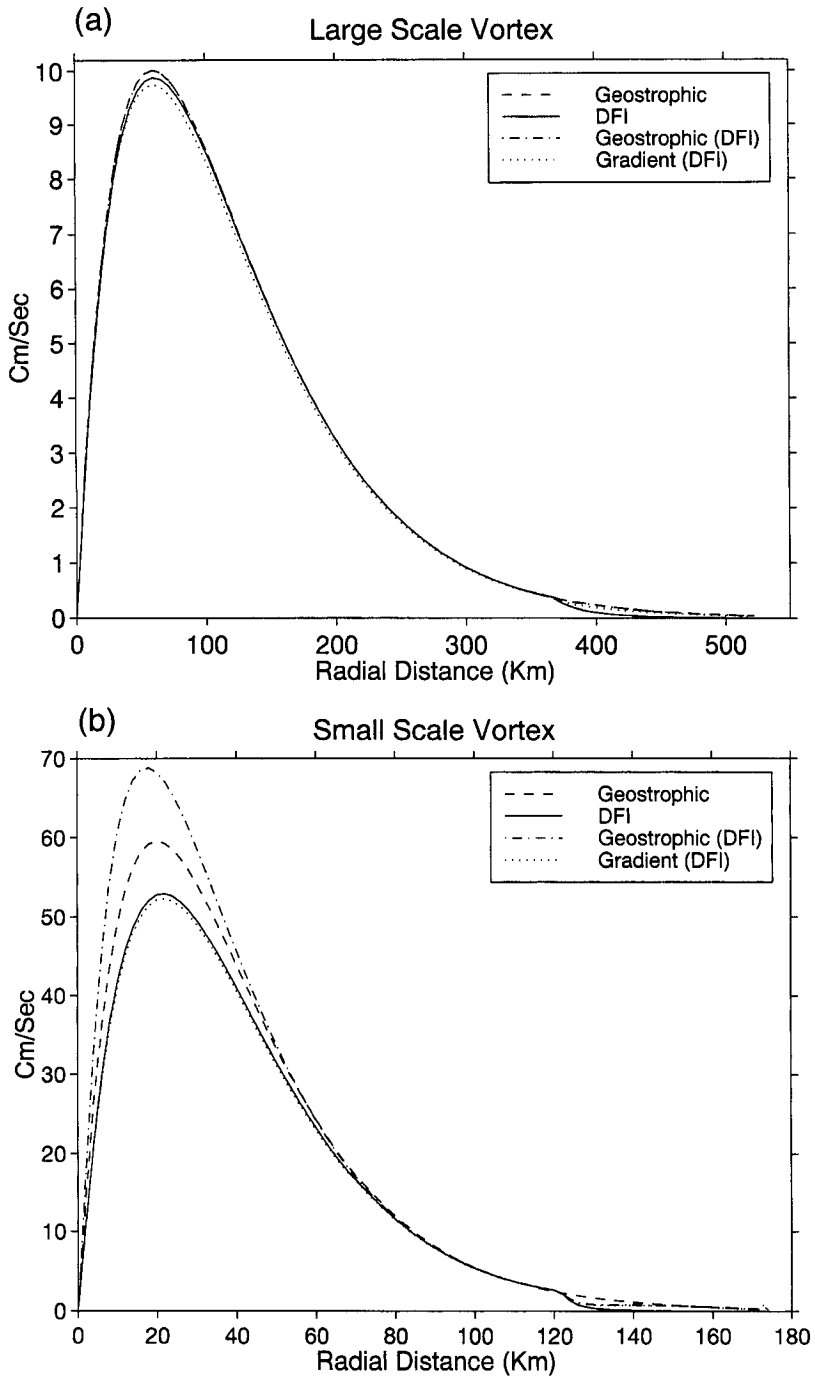 (a)
Large Scale Vortex
Geostrophic
DFI
Geostrophic (DFI)
Gradient (DFI)
10
9
8
7
6
5
4
3
2
1
0
Cm/Sec
0 100 200 300 400 500
Radial Distance (Km)
(b)
Small Scale Vortex
Geostrophic
DFI
Geostrophic (DFI)
Gradient (DFI)
70
60
50
40
30
20
10
0
Cm/Sec
0 20 40 60 80 100 120 140 160 180
Radial Distance (Km)